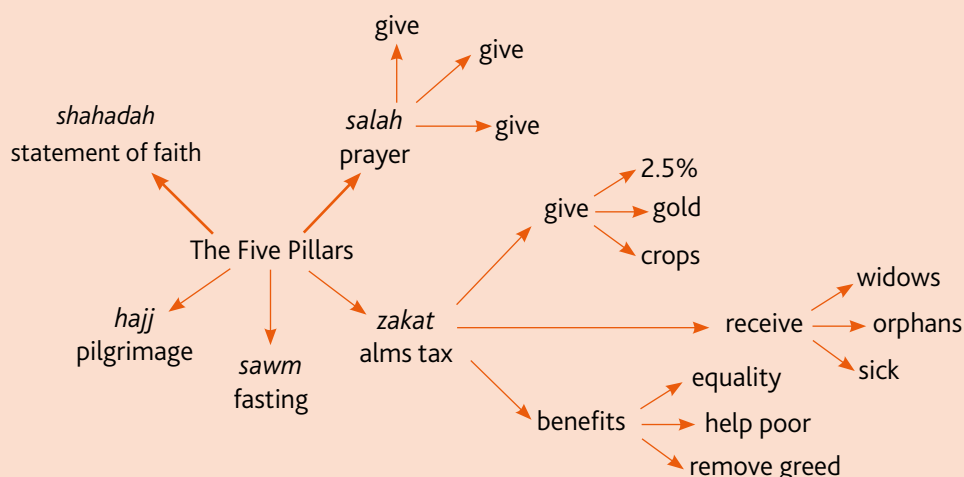 give
give
give
shahadah
statement of faith
salah
prayer
The Five Pillars
hajj
pilgrimage
sawm
fasting
zakat
alms tax
give
2.5%
gold
crops
receive
widows
orphans
sick
benefits
equality
help poor
remove greed